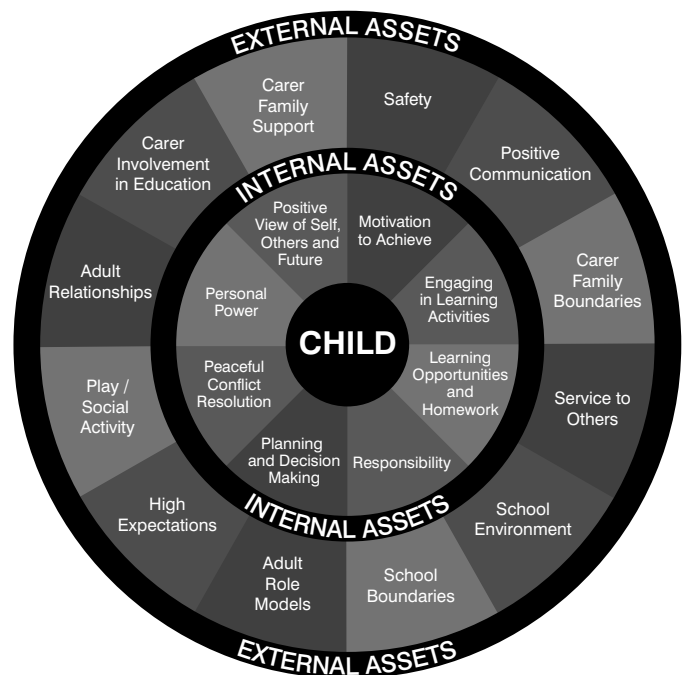 EXTERNAL ASSETS
Carer
Family
Support
Safety
Positive
Communication
Carer
Family
Boundaries
Service to
Others
School
Environment
School
Boundaries
Adult
Role
Models
High
Expectations
Play /
Social
Activity
Adult
Relationships
Carer
Involvement
in Education
INTERNAL ASSETS
Positive
View of Self,
Others and
Future
Motivation
to Achieve
Engaging
in Learning
Activities
Learning
Opportunities
and
Homework
Responsibility
Planning
and Decision
Making
Peaceful
Conflict
Resolution
Personal
Power
CHILD
INTERNAL ASSETS
EXTERNAL ASSETS